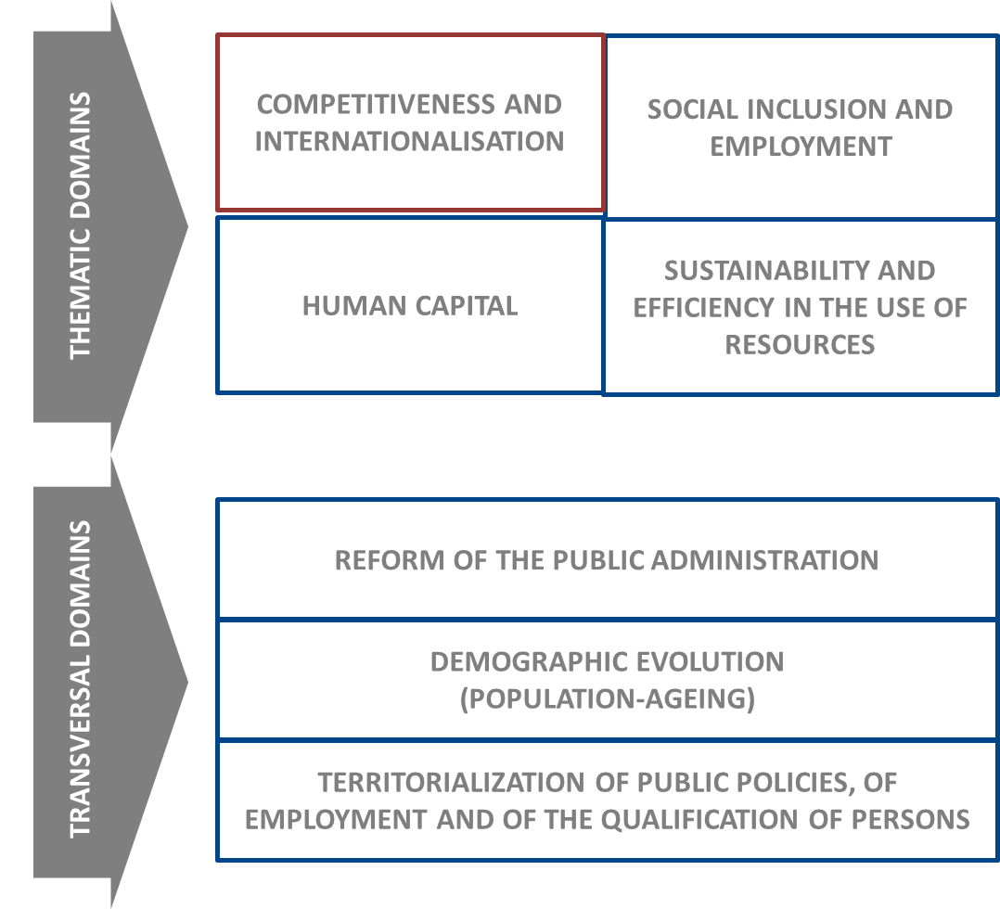 THEMATIC DOMAINS
COMPETITIVENESS AND
INTERNATIONALISATION
SOCIAL INCLUSION AND
EMPLOYMENT
HUMAN CAPITAL
SUSTAINABILITY AND
EFFICIENCY IN THE USE OF
RESOURCES
TRANSVERSAL DOMAINS
REFORM OF THE PUBLIC ADMINISTRATION
DEMOGRAPHIC EVOLUTION
(POPULATION-AGEING)
TERRITORIALIZATION OF PUBLIC POLICIES, OF
EMPLOYMENT AND OF THE QUALIFICATION OF PERSONS